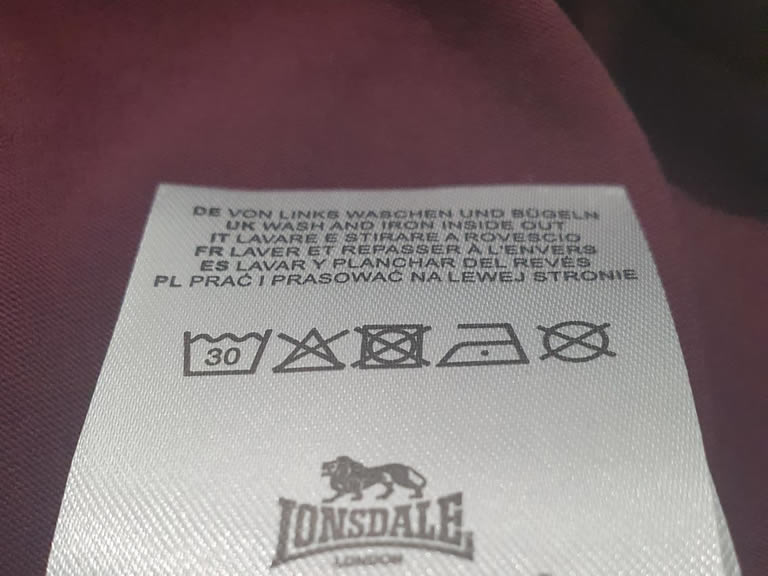 DE VON LINKS WASCHEN UND BÜGELN
UK WASH AND IRON INSIDE OUT
IT LAVARE E STIRARE A ROVESCIO
FR LAVER ET REPASSER À L'ENVERS
ES LAVAR Y PLANCHAR DEL REVÉS
PL PRAĆ I PRASOWAĆ NA LEWEJ STRONIE
30
LONSDALE
LONDON